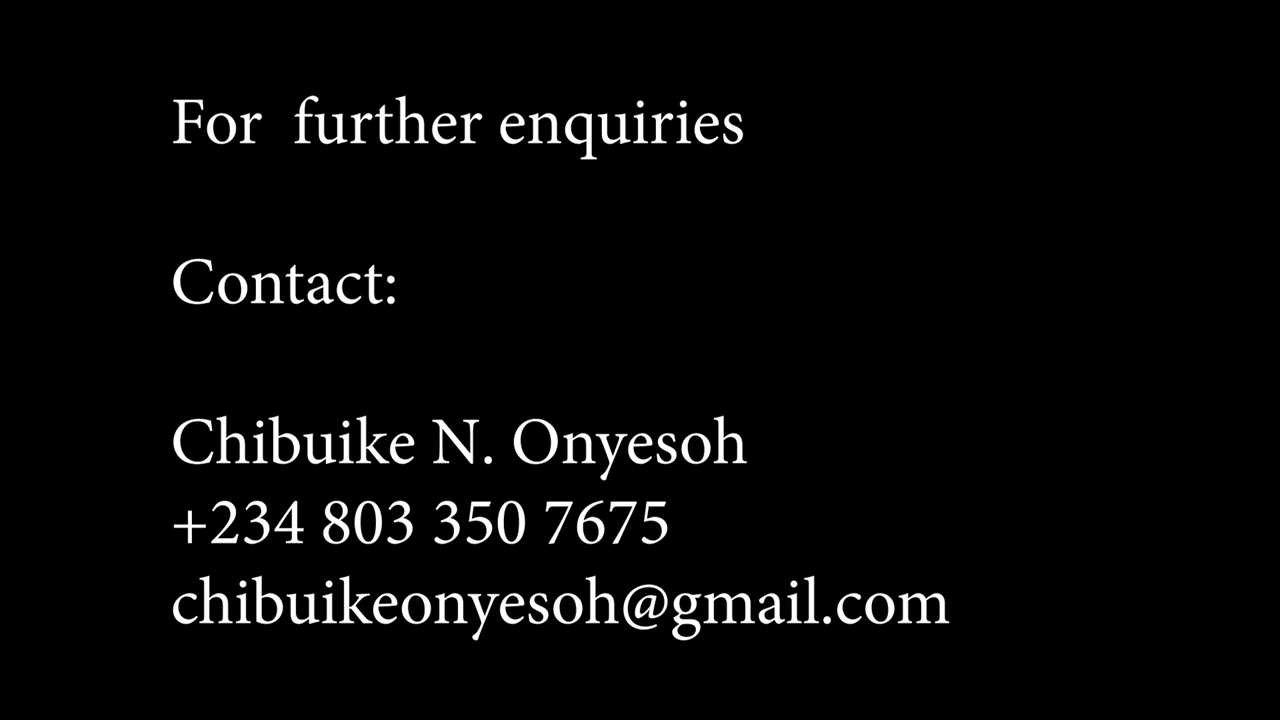 For  further enquiries
Contact:
Chibuike N. Onyesoh
+234 803 350 7675
chibuikeonyesoh@gmail.com